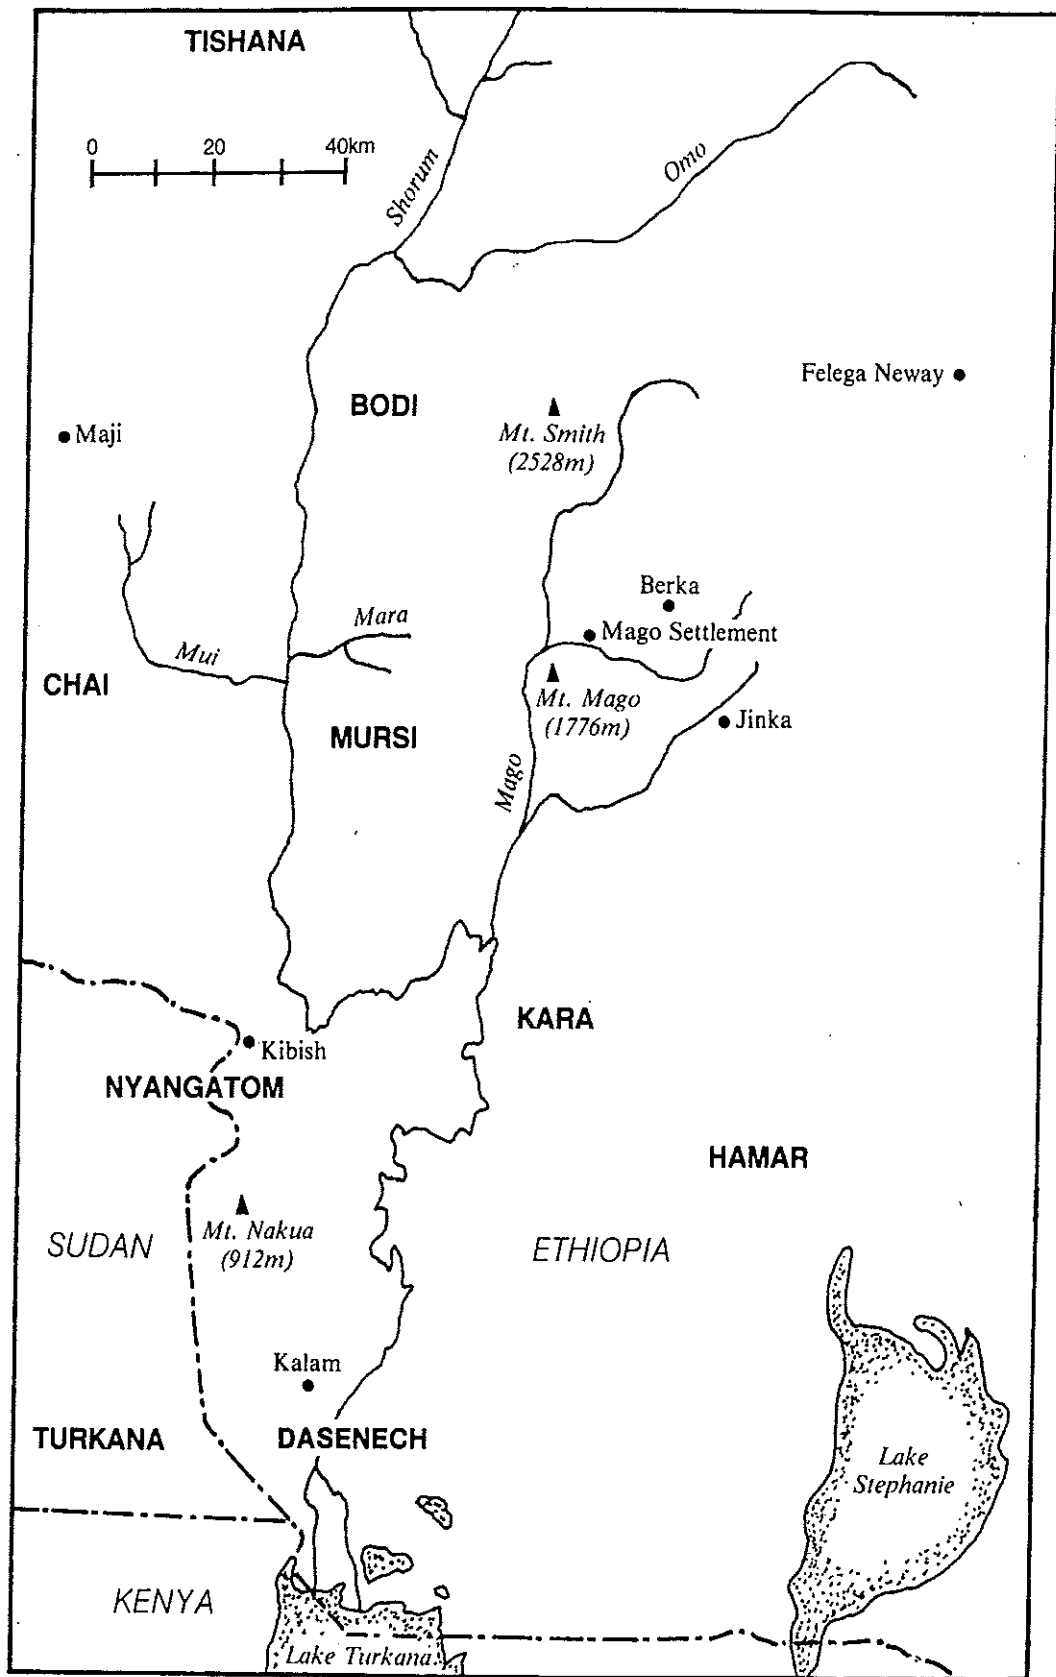 TISHANA
0 20 40km
Shorum
Omo
Felega Neway
BODI
Maji
Mt. Smith
(2528m)
Berka
Mara
Mago Settlement
Mui
CHAI
Mt. Mago
(1776m)
Jinka
MURSI
Mago
KARA
Kibish
NYANGATOM
HAMAR
Mt. Nakua
(912m)
SUDAN
ETHIOPIA
Kalam
TURKANA
DASENECH
Lake
Stephanie
KENYA
Lake Turkana